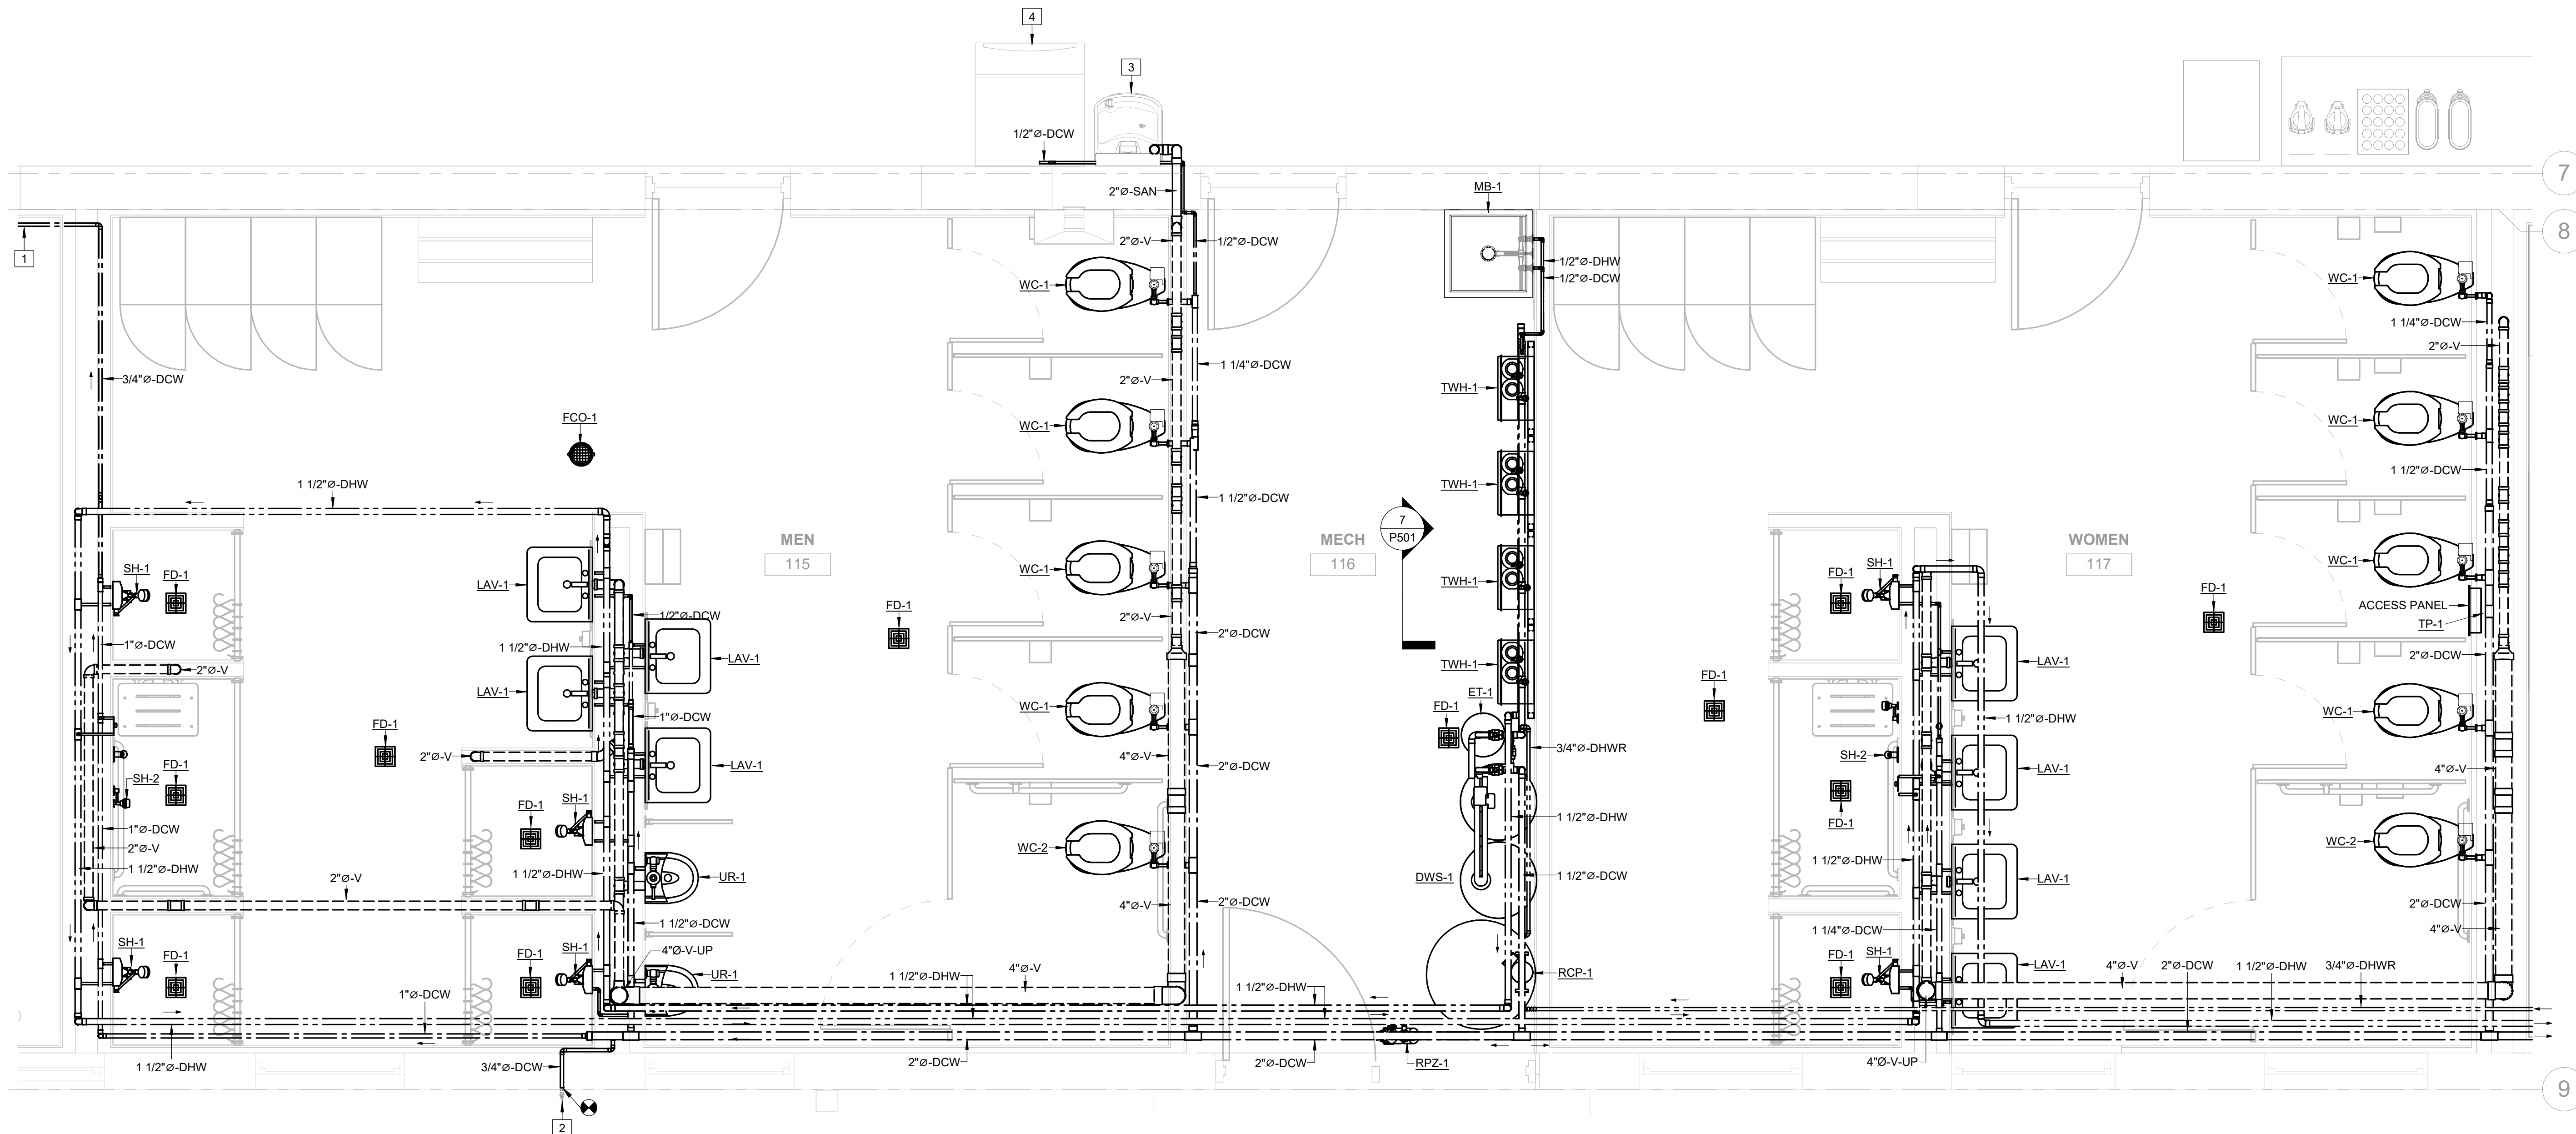 4
3
1/2"Ø-DCW
7
2"Ø-SAN
MB-1
8
1
2"Ø-V
1/2"Ø-DCW
1/2"Ø-DHW
1/2"Ø-DCW
WC-1
WC-1
1 1/4"Ø-DCW
2"Ø-V
3/4"Ø-DCW
2"Ø-V
1 1/4"Ø-DCW
TWH-1
FCO-1
WC-1
WC-1
1 1/2"Ø-DHW
1 1/2"Ø-DCW
TWH-1
1 1/2"Ø-DCW
7
P501
MEN
115
MECH
116
WOMEN
117
SH-1
FD-1
LAV-1
WC-1
TWH-1
FD-1
SH-1
WC-1
FD-1
1/2"Ø-DCW
FD-1
2"Ø-V
FD-1
ACCESS PANEL
TP-1
1"Ø-DCW
1 1/2"Ø-DHW
2"Ø-DCW
2"Ø-V
LAV-1
LAV-1
TWH-1
LAV-1
2"Ø-DCW
FD-1
1"Ø-DCW
WC-1
ET-1
FD-1
FD-1
1 1/2"Ø-DHW
WC-1
2"Ø-V
LAV-1
4"Ø-V
2"Ø-DCW
3/4"Ø-DHWR
SH-2
LAV-1
4"Ø-V
SH-2
FD-1
FD-1
SH-1
1"Ø-DCW
1 1/2"Ø-DHW
FD-1
2"Ø-V
1 1/2"Ø-DHW
1 1/2"Ø-DHW
WC-2
WC-2
1 1/2"Ø-DHW
2"Ø-V
UR-1
DWS-1
1 1/2"Ø-DCW
LAV-1
4"Ø-V
2"Ø-DCW
2"Ø-DCW
1 1/2"Ø-DCW
1 1/4"Ø-DCW
4"Ø-V
SH-1
FD-1
FD-1
SH-1
4"Ø-V-UP
UR-1
FD-1
SH-1
LAV-1
1 1/2"Ø-DHW
4"Ø-V
1 1/2"Ø-DHW
RCP-1
4"Ø-V
2"Ø-DCW
1 1/2"Ø-DHW
3/4"Ø-DHWR
1"Ø-DCW
1 1/2"Ø-DHW
3/4"Ø-DCW
2"Ø-DCW
2"Ø-DCW
RPZ-1
4"Ø-V-UP
9
2